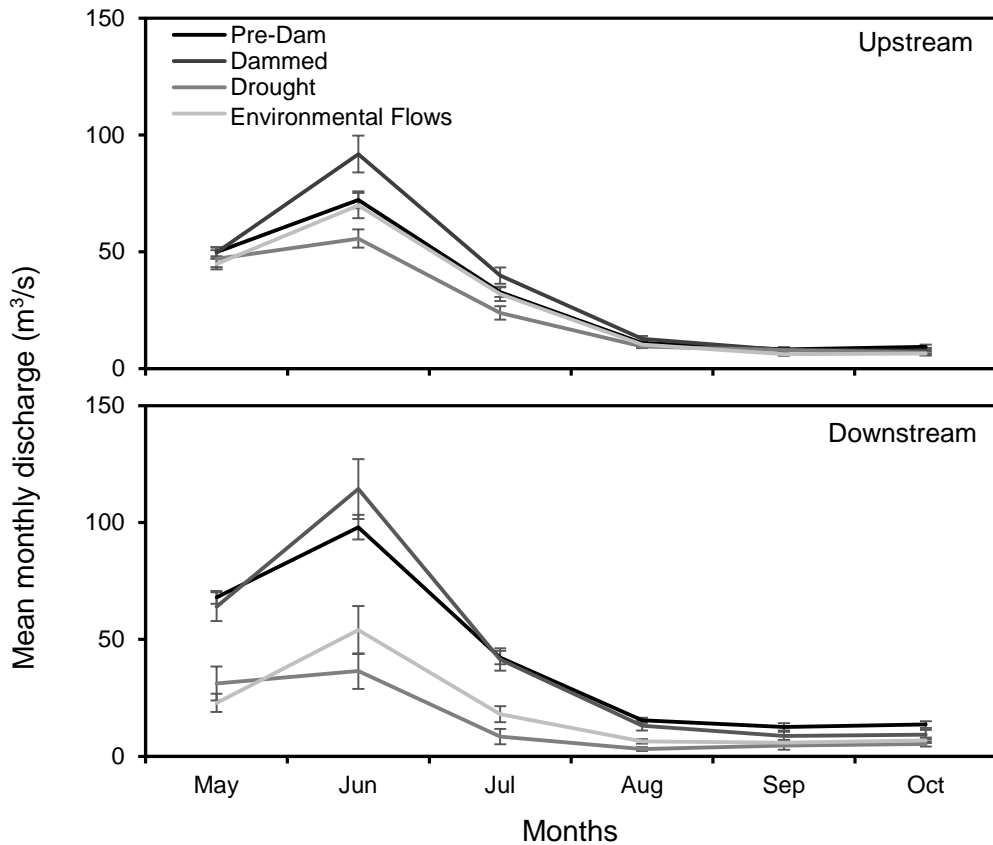 150
Upstream
Pre-Dam
Dammed
Drought
Environmental Flows
100
50
0
150
Downstream
100
50
0
Mean monthly discharge (m³/s)
May Jun Jul Aug Sep Oct
Months